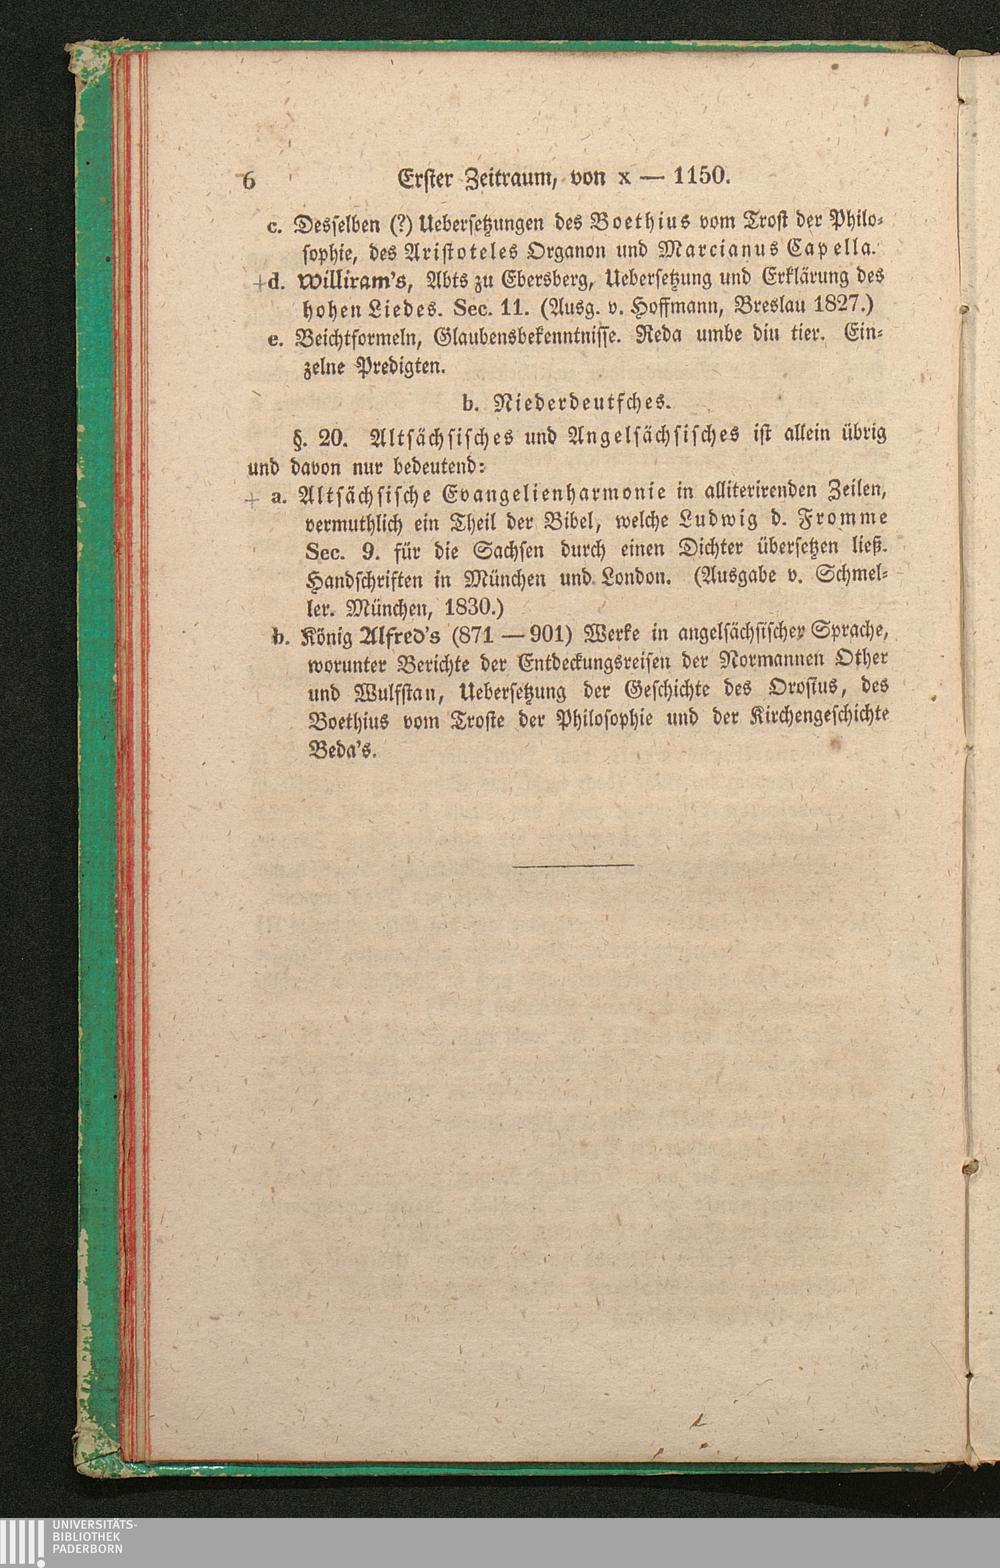 6 Erster Zeitraum, von x — 1150.
c. Desselben (?) Uebersetzungen des Boethius vom Trost der Philo-
sophie, des Aristoteles Organon und Marcianus Capella.
+d. Williram's, Abts zu Ebersberg, Uebersetzung und Erklärung des
hohen Liedes. Sec. 11. (Ausg. v. Hoffmann, Breslau 1827.)
e. Beichtformeln, Glaubensbekenntnisse. Reda umbe diu tier. Ein-
zelne Predigten.
b. Niederdeutsches.
§. 20. Altsächsisches und Angelsächsisches ist allein übrig
und davon nur bedeutend:
+ a. Altsächsische Evangelienharmonie in alliterirenden Zeilen,
vermuthlich ein Theil der Bibel, welche Ludwig d. Fromme
Sec. 9. für die Sachsen durch einen Dichter übersetzen ließ.
Handschriften in München und London. (Ausgabe v. Schmel-
ler. München, 1830.)
b. König Alfred's (871 — 901) Werke in angelsächsischer Sprache,
worunter Berichte der Entdeckungsreisen der Normannen Other
und Wulfstan, Uebersetzung der Geschichte des Orosius, des
Boethius vom Troste der Philosophie und der Kirchengeschichte
Beda's.
UNIVERSITÄTS-
BIBLIOTHEK
PADERBORN